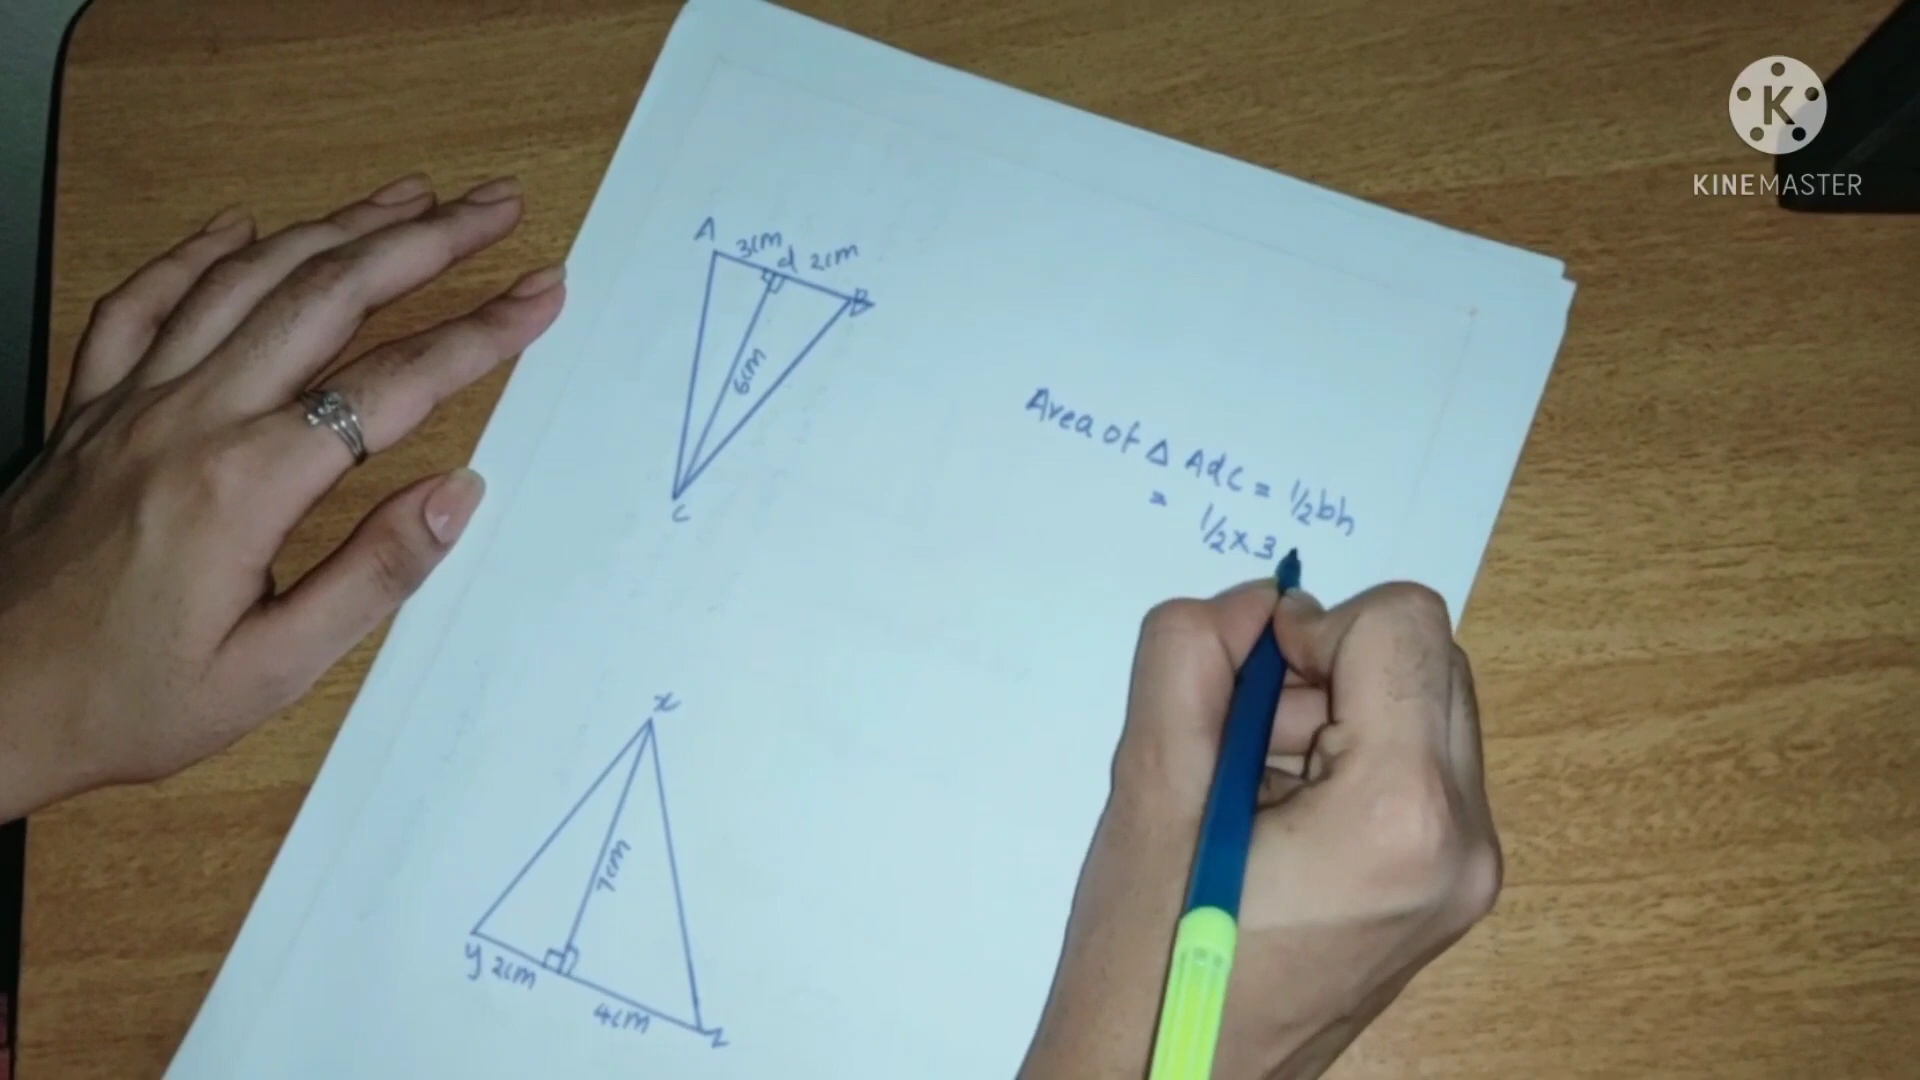 K
KINEMASTER
A
3cm d 2cm
B
6cm
C
Area of Δ AdC = 1/2bh
= 1/2 x 3
x
7cm
y 2cm
4cm
z